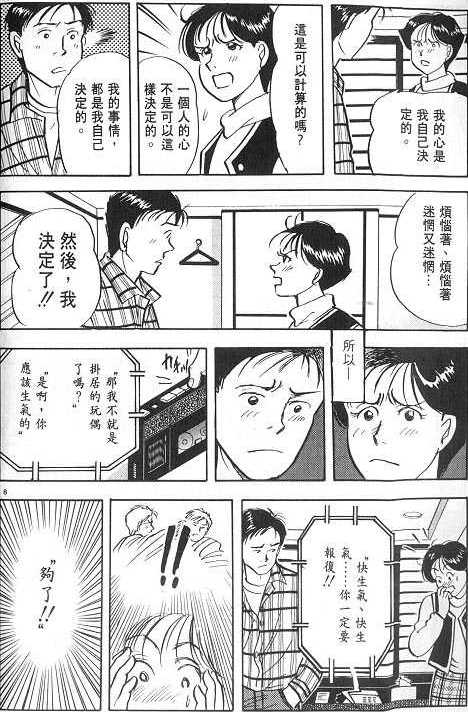 我的心是
我自己決
定的。
這是可以計算的嗎？
一個人的心
不是可以這
樣決定的。
我的事情，
都是我自己
決定的。
煩惱著、煩惱著
迷惘又迷惘…
然後，我
決定了!!
所以—
“那我不就是
掛居的玩偶
了嗎？”
“是啊，你
應該生氣的”
“快生氣、快生
氣……你一定要
報復!!”
!!!
“夠了!!”
8